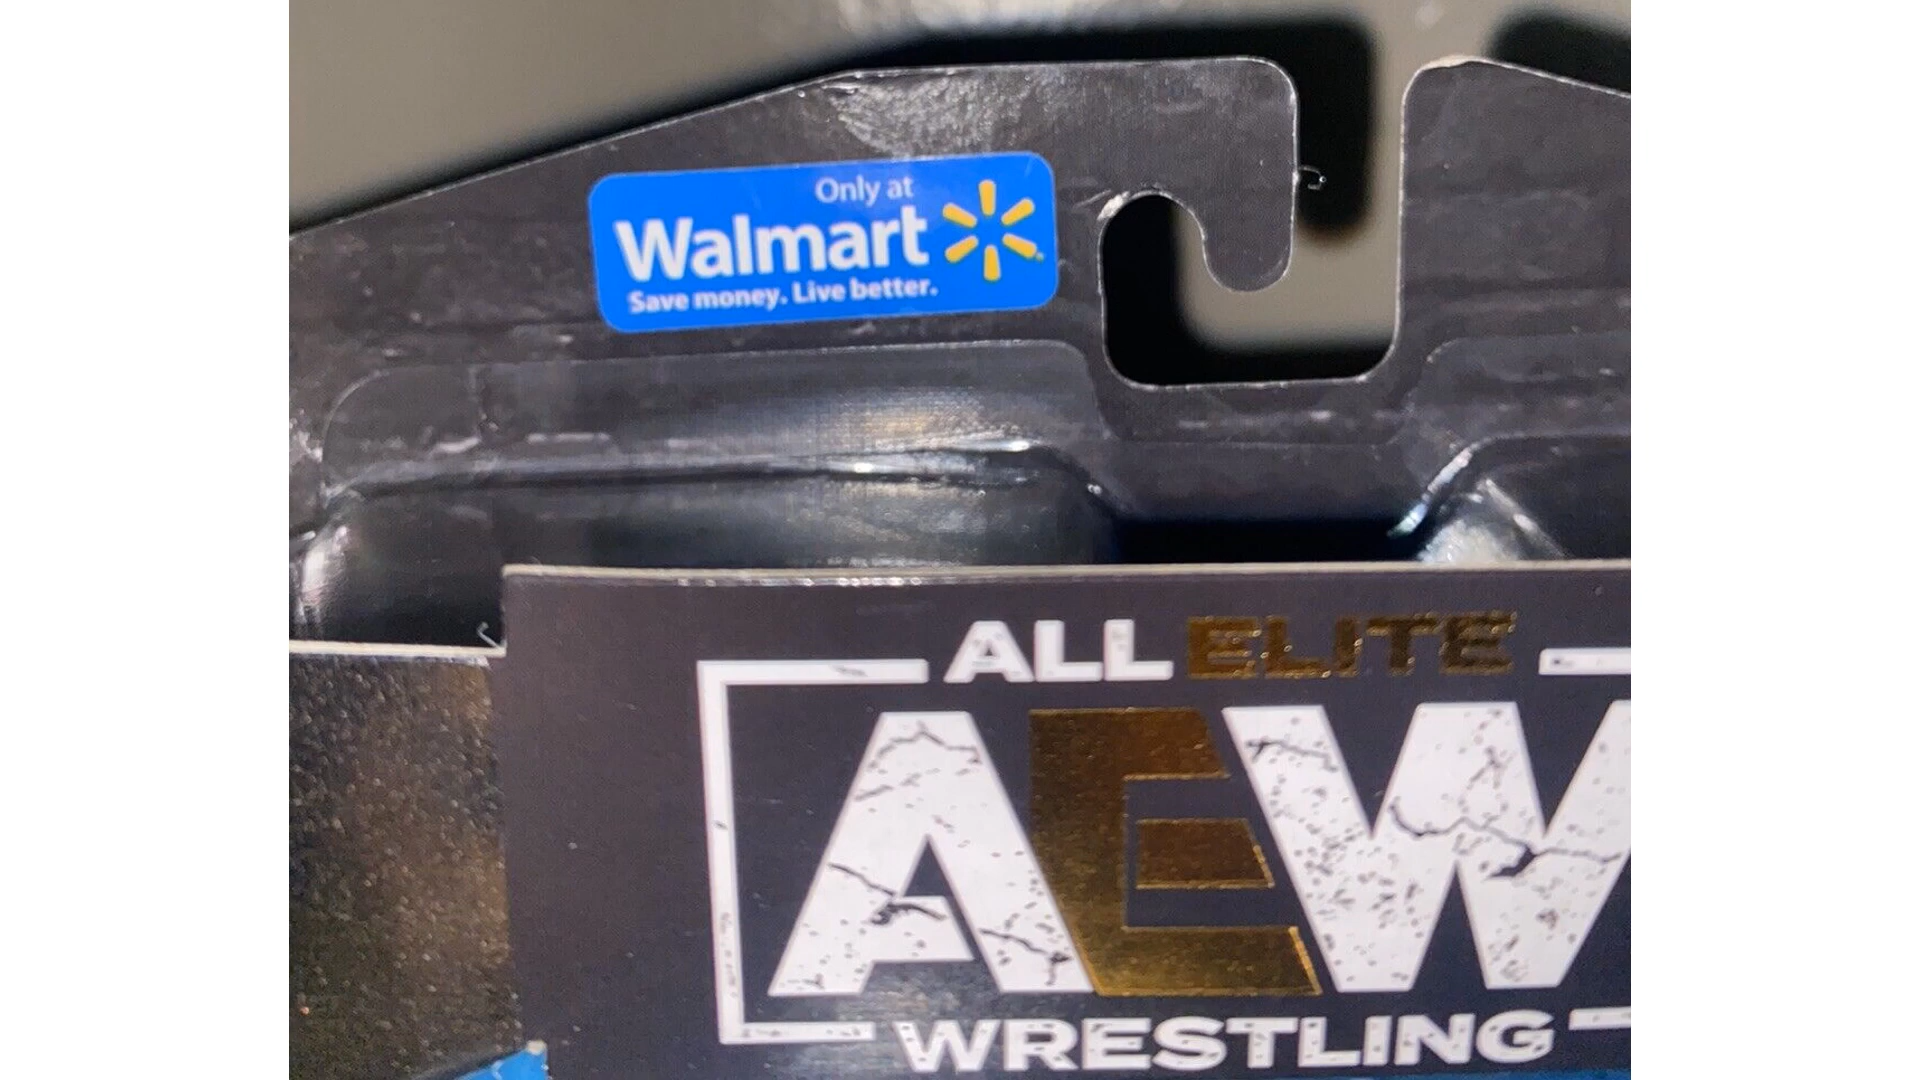 Only at
Walmart
Save money. Live better.
ALL ELITE
AEW
WRESTLING